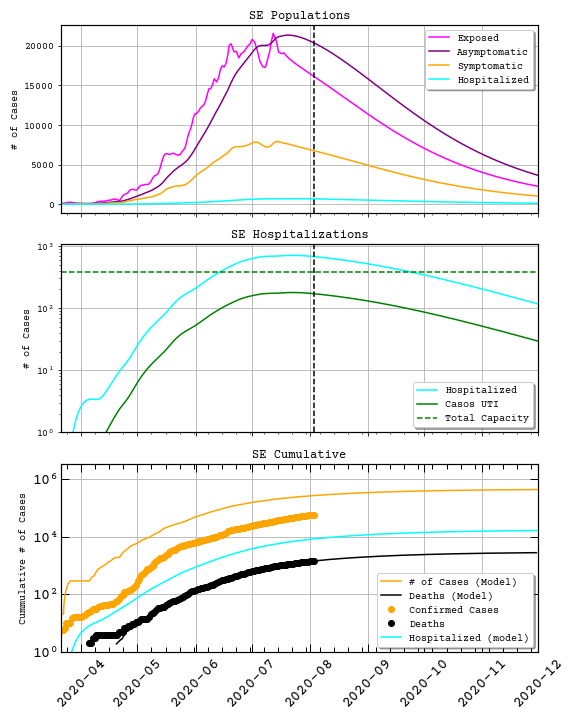 SE Populations
# of Cases
20000
15000
10000
5000
0
Exposed
Asymptomatic
Symptomatic
Hospitalized
SE Hospitalizations
# of Cases
10³
10²
10¹
10⁰
Hospitalized
Casos UTI
Total Capacity
SE Cumulative
Cummulative # of Cases
10⁶
10⁴
10²
10⁰
# of Cases (Model)
Deaths (Model)
Confirmed Cases
Deaths
Hospitalized (model)
2020-04
2020-05
2020-06
2020-07
2020-08
2020-09
2020-10
2020-11
2020-12